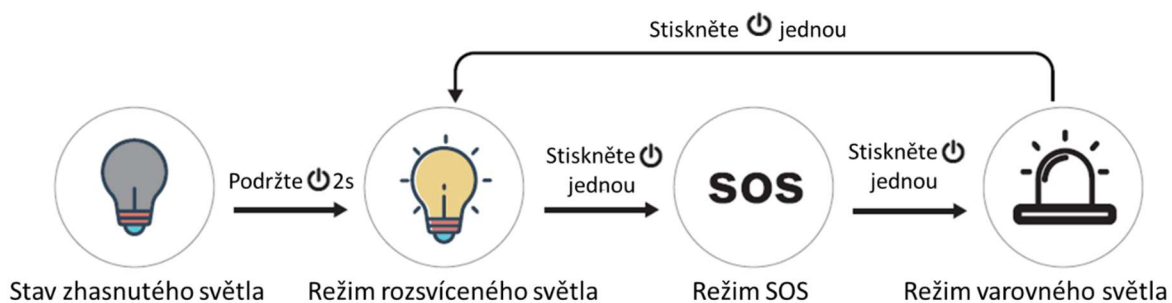 Stiskněte jednou
Podržte 2s
Stiskněte
jednou
SOS
Stiskněte
jednou
Stav zhasnutého světla
Režim rozsvíceného světla
Režim SOS
Režim varovného světla